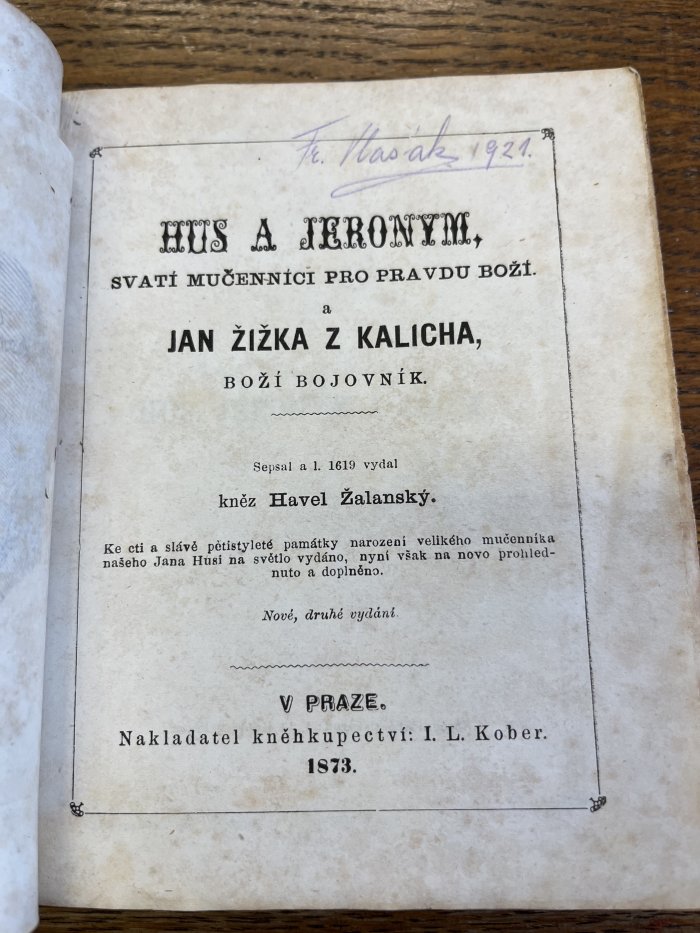 Fr. Hasák 1921.
HUS A JERONYM,
SVATÍ MUČENNÍCI PRO PRAVDU BOŽÍ.
a
JAN ŽIŽKA Z KALICHA,
BOŽÍ BOJOVNÍK.
Sepsal a l. 1619 vydal
kněz Havel Žalanský.
Ke cti a slávě pětistyleté památky narození velikého mučenníka
našeho Jana Husi na světlo vydáno, nyní však na novo prohled-
nuto a doplněno.
Nové, druhé vydání.
V PRAZE.
Nakladatel kněhkupectví: I. L. Kober.
1873.